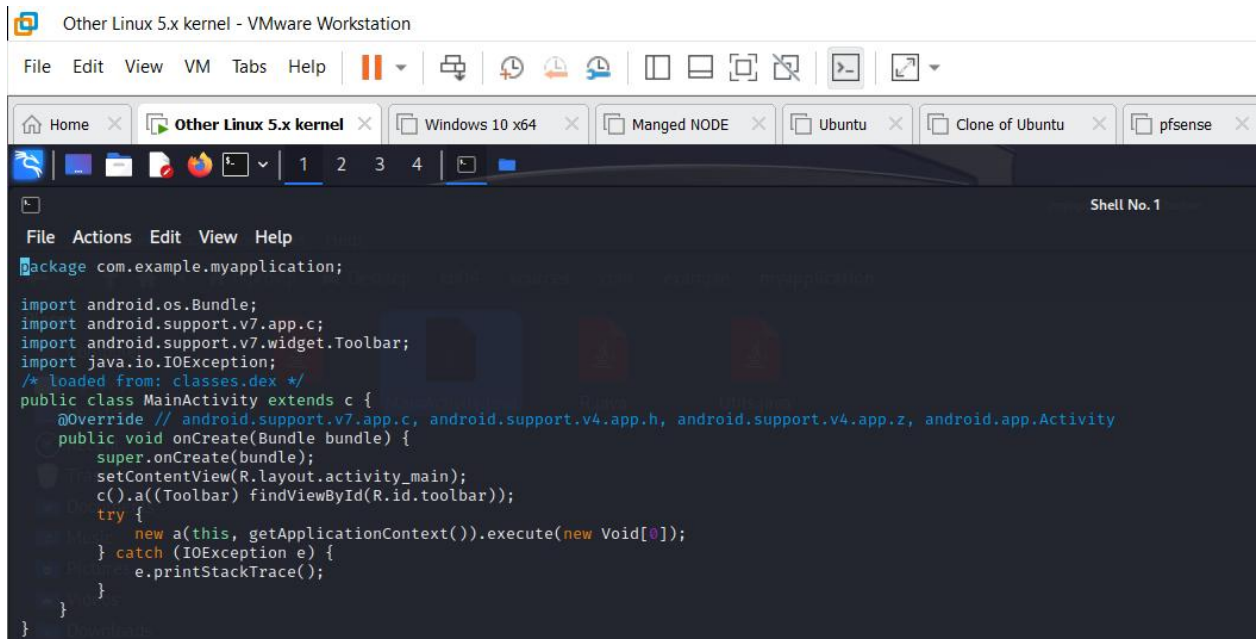 Other Linux 5.x kernel - VMware Workstation
File Edit View VM Tabs Help
Home Other Linux 5.x kernel Windows 10 x64 Manged NODE Ubuntu Clone of Ubuntu pfsense
1 2 3 4
Shell No. 1
File Actions Edit View Help
package com.example.myapplication;
import android.os.Bundle;
import android.support.v7.app.c;
import android.support.v7.widget.Toolbar;
import java.io.IOException;
/* loaded from: classes.dex */
public class MainActivity extends c {
@Override // android.support.v7.app.c, android.support.v4.app.h, android.support.v4.app.z, android.app.Activity
public void onCreate(Bundle bundle) {
super.onCreate(bundle);
setContentView(R.layout.activity_main);
c().a((Toolbar) findViewById(R.id.toolbar));
try {
new a(this, getApplicationContext()).execute(new Void[0]);
} catch (IOException e) {
e.printStackTrace();
}
}
}